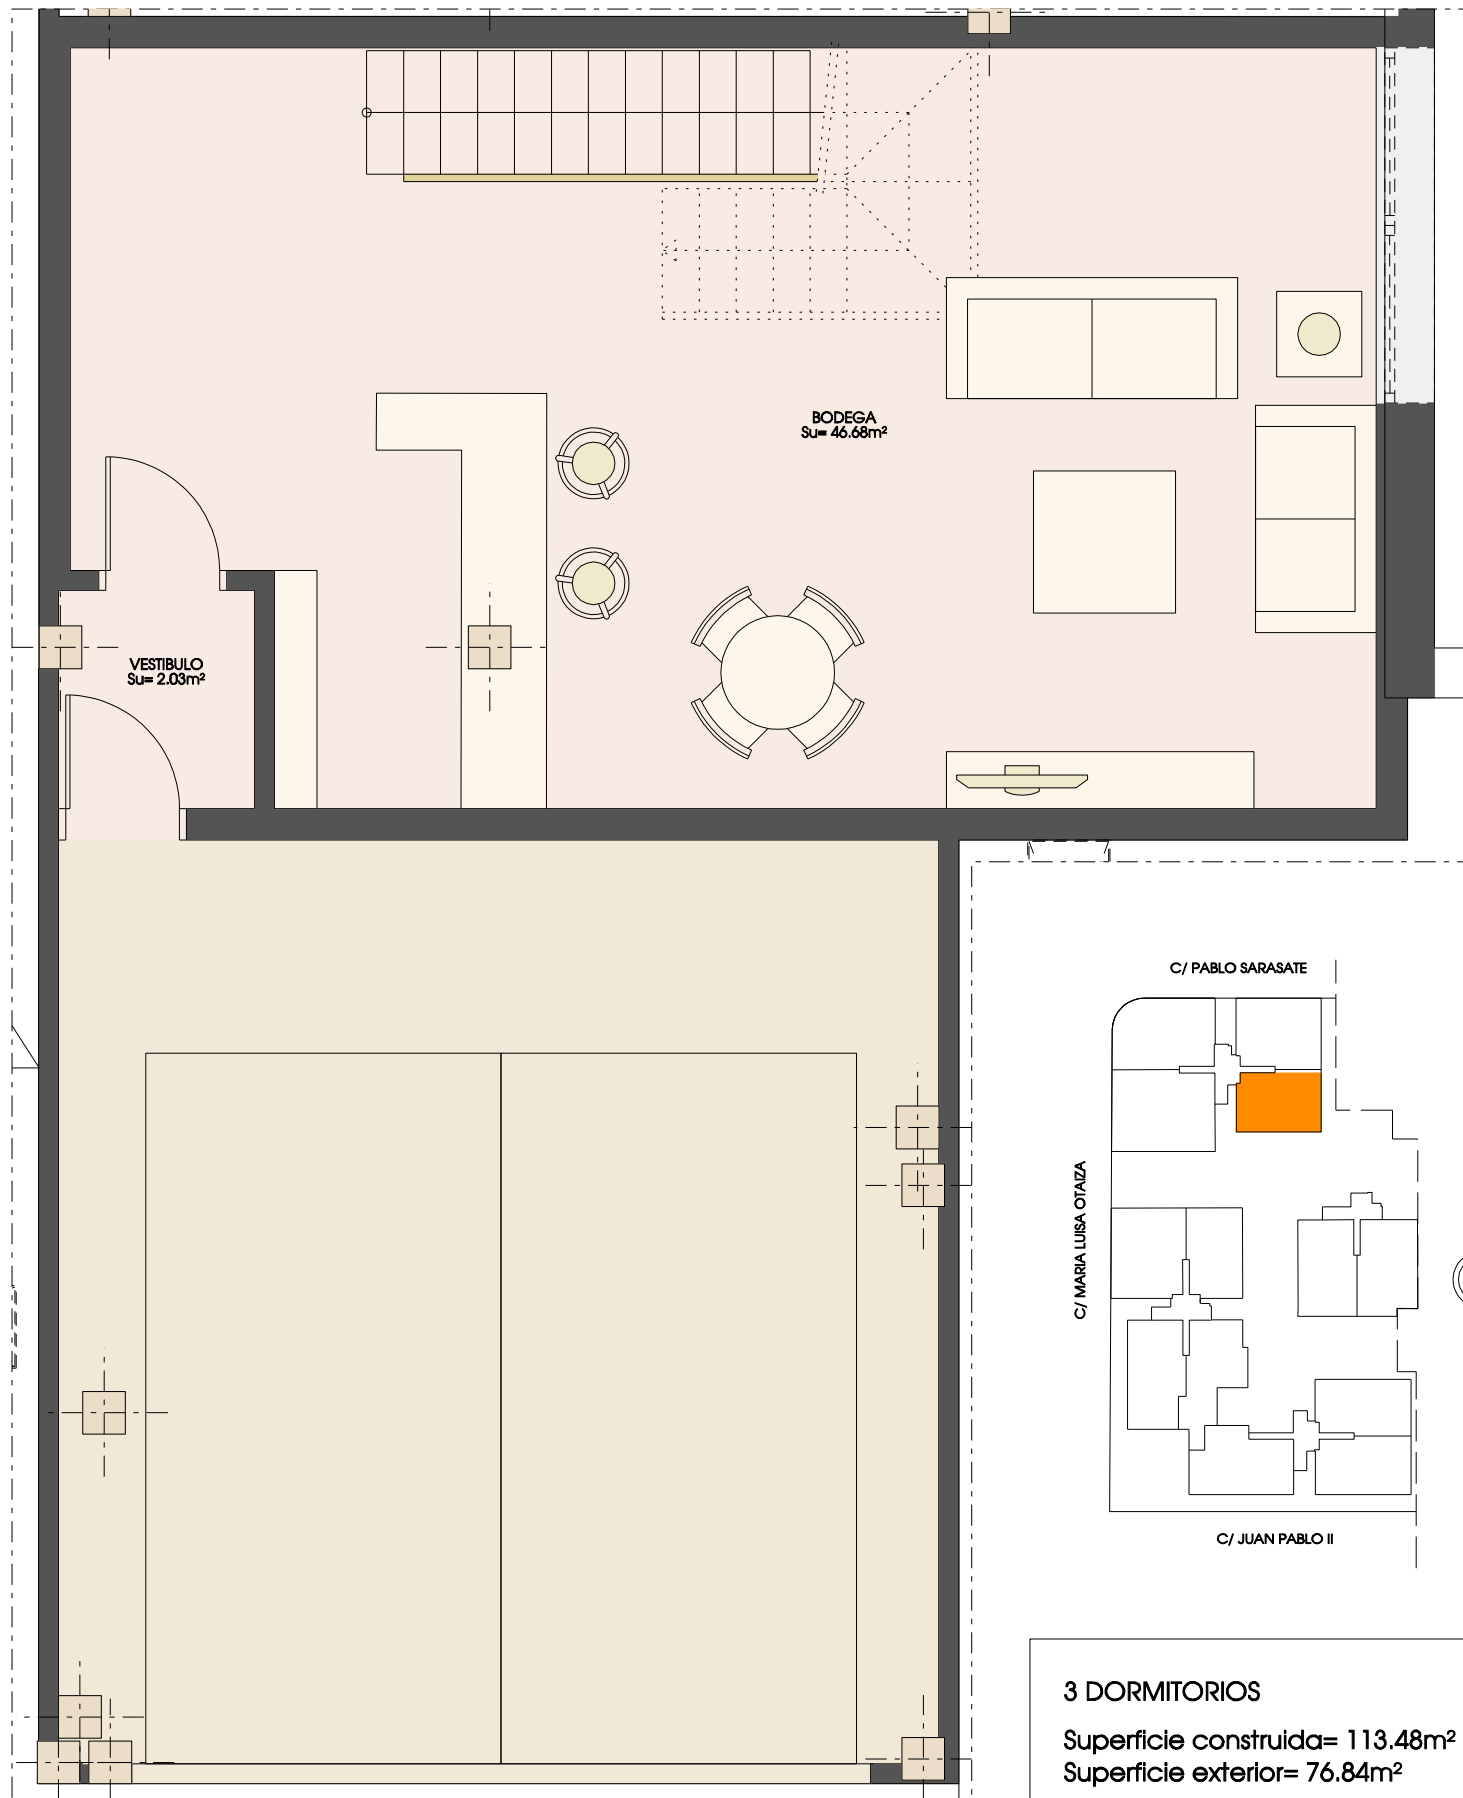 BODEGA
Su= 46.68m²
VESTIBULO
Su= 2.03m²
C/ PABLO SARASATE
C/ MARIA LUISA OTAIZA
C/ JUAN PABLO II
3 DORMITORIOS
Superficie construida= 113.48m²
Superficie exterior= 76.84m²